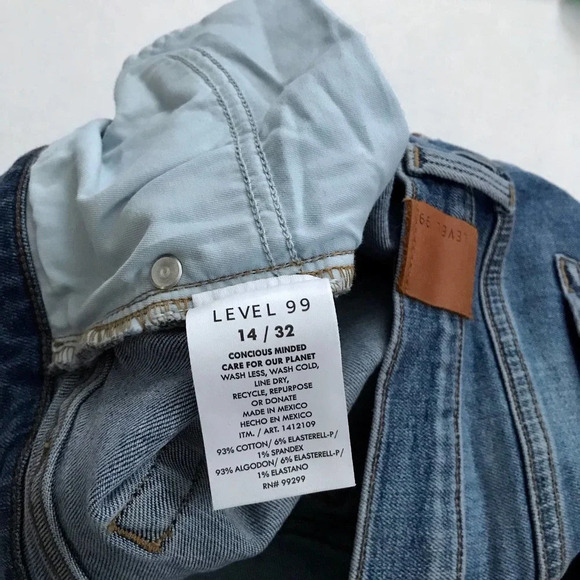 LEVEL 99
14 / 32
CONCIOUS MINDED
CARE FOR OUR PLANET
WASH LESS, WASH COLD,
LINE DRY,
RECYCLE, REPURPOSE
OR DONATE
MADE IN MEXICO
HECHO EN MEXICO
ITM. / ART. 1412109
93% COTTON/ 6% ELASTERELL-P/
1% SPANDEX
93% ALGODON/ 6% ELASTERELL-P/
1% ELASTANO
RN# 99299
LEVEL 99